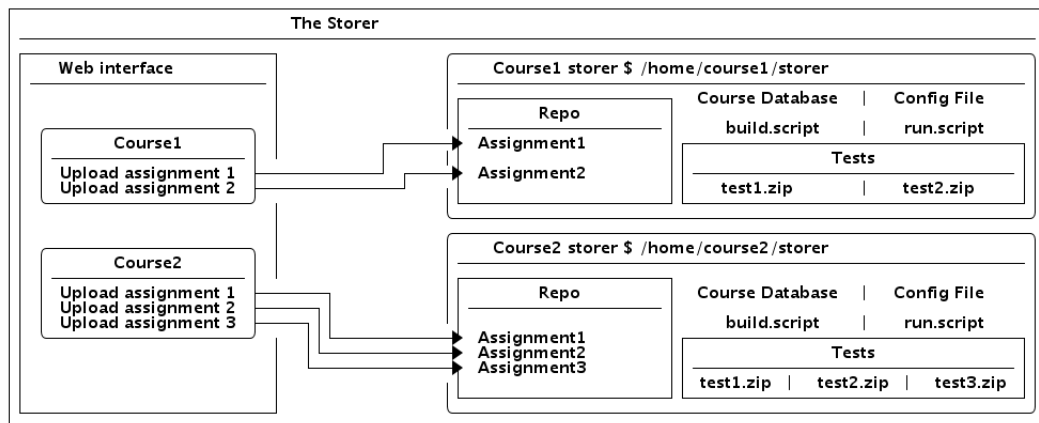 The Storer
Web interface
Course1
Upload assignment 1
Upload assignment 2
Course2
Upload assignment 1
Upload assignment 2
Upload assignment 3
Course1 storer $ /home/course1/storer
Repo
Assignment1
Assignment2
Course Database | Config File
build.script | run.script
Tests
test1.zip | test2.zip
Course2 storer $ /home/course2/storer
Repo
Assignment1
Assignment2
Assignment3
Course Database | Config File
build.script | run.script
Tests
test1.zip | test2.zip | test3.zip